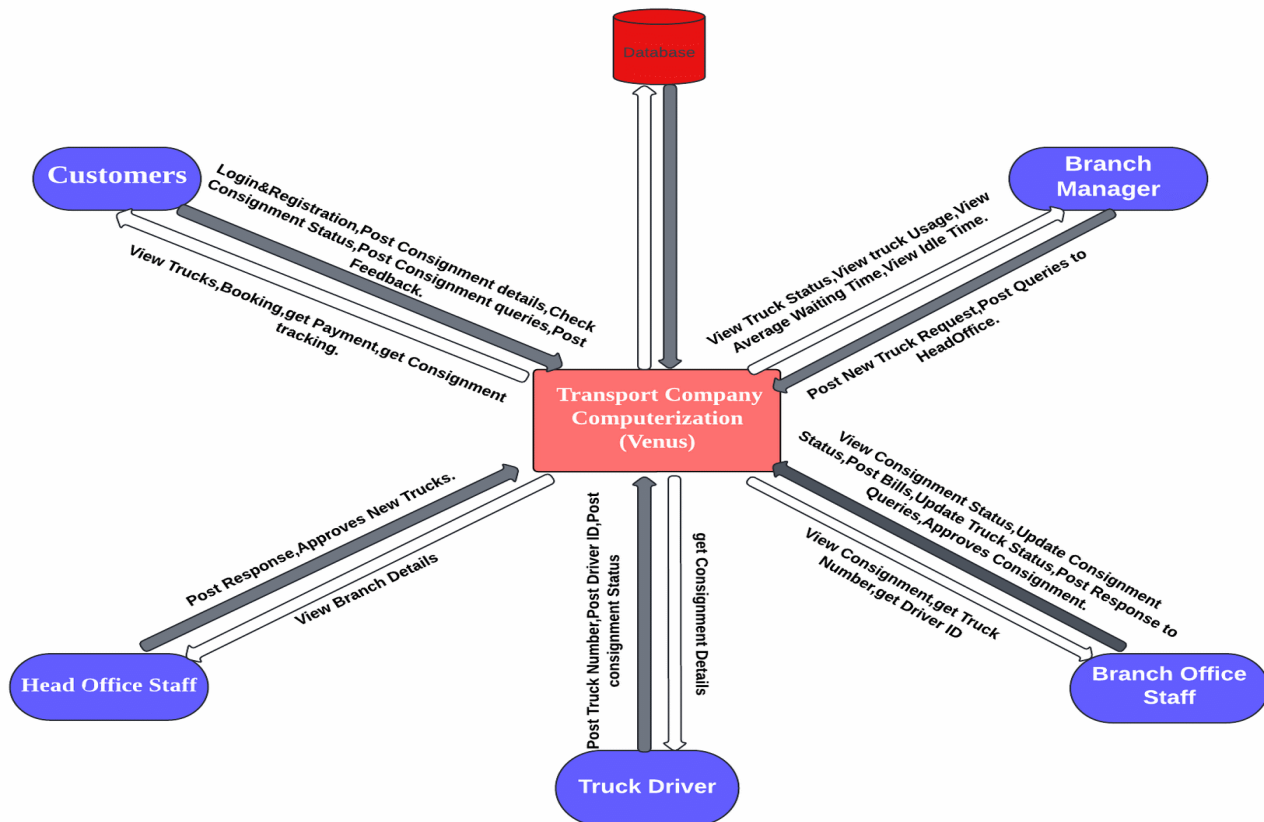 Database
Customers
Branch
Manager
Login&Registration,Post Consignment details,Check
Consignment Status,Post Consignment queries,Post
Feedback.
View Trucks,Booking,get Payment,get Consignment
tracking.
View Truck Status,View truck Usage,View
Average Waiting Time,View Idle Time.
Post New Truck Request,Post Queries to
HeadOffice.
Transport Company
Computerization
(Venus)
Post Response,Approves New Trucks.
View Branch Details
Post Truck Number,Post Driver ID,Post
consignment Status
get Consignment Details
View Consignment Status,Update Consignment
Status,Post Bills,Update Truck Status,Post Response to
Queries,Approves Consignment.
View Consignment,get Truck
Number,get Driver ID
Head Office Staff
Truck Driver
Branch Office
Staff